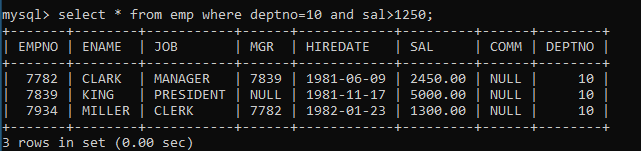 mysql> select * from emp where deptno=10 and sal>1250;
+-------+--------+-----------+------+------------+---------+------+--------+
| EMPNO | ENAME  | JOB       | MGR  | HIREDATE   | SAL     | COMM | DEPTNO |
+-------+--------+-----------+------+------------+---------+------+--------+
|  7782 | CLARK  | MANAGER   | 7839 | 1981-06-09 | 2450.00 | NULL |     10 |
|  7839 | KING   | PRESIDENT | NULL | 1981-11-17 | 5000.00 | NULL |     10 |
|  7934 | MILLER | CLERK     | 7782 | 1982-01-23 | 1300.00 | NULL |     10 |
+-------+--------+-----------+------+------------+---------+------+--------+
3 rows in set (0.00 sec)